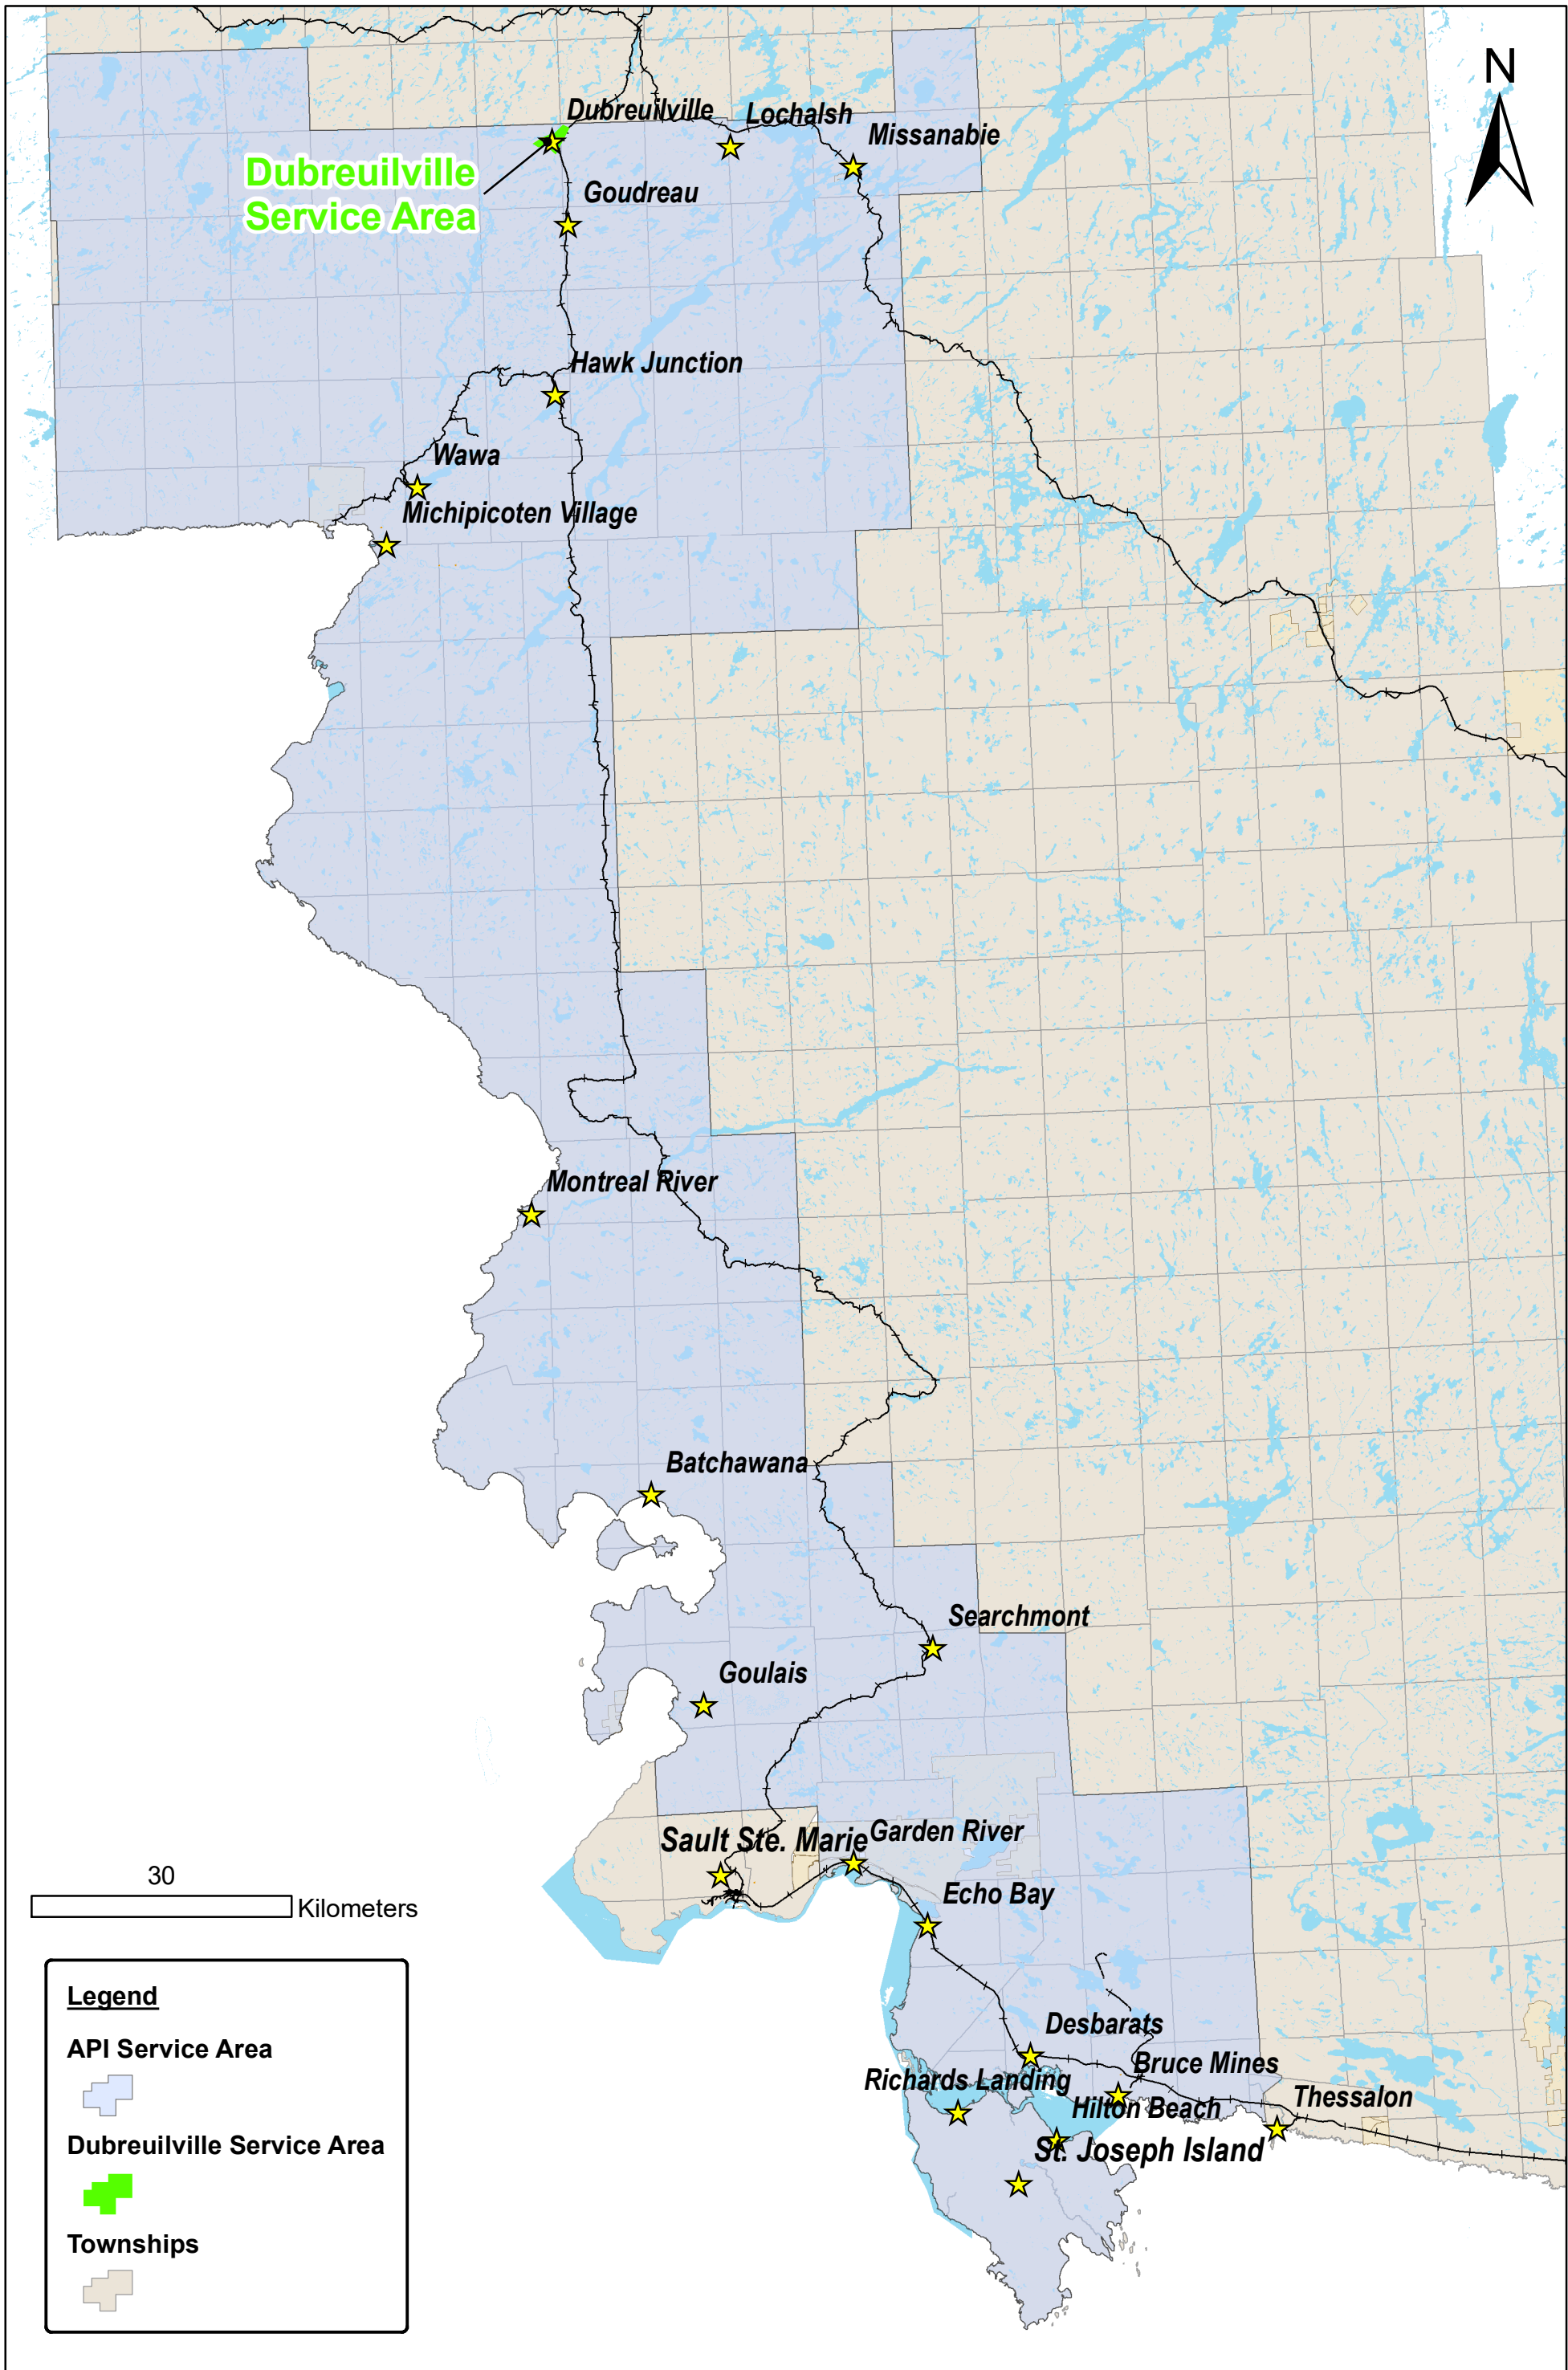 N
Dubreuilville
Lochalsh
Missanabie
Dubreuilville
Service Area
Goudreau
Hawk Junction
Wawa
Michipicoten Village
Montreal River
Batchawana
Searchmont
Goulais
Sault Ste. Marie
Garden River
Echo Bay
30
Kilometers
Desbarats
Bruce Mines
Richards Landing
Thessalon
Hilton Beach
St. Joseph Island
Legend
API Service Area
Dubreuilville Service Area
Townships